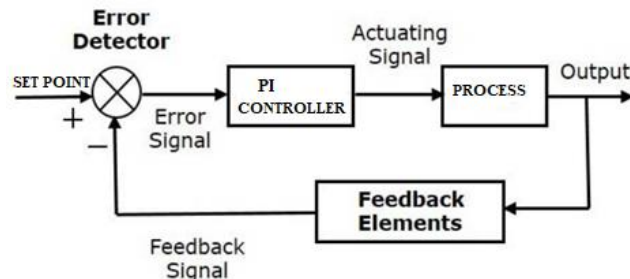 Error
Detector
SET POINT
+
−
Error
Signal
PI
CONTROLLER
Actuating
Signal
PROCESS
Output
Feedback
Elements
Feedback
Signal